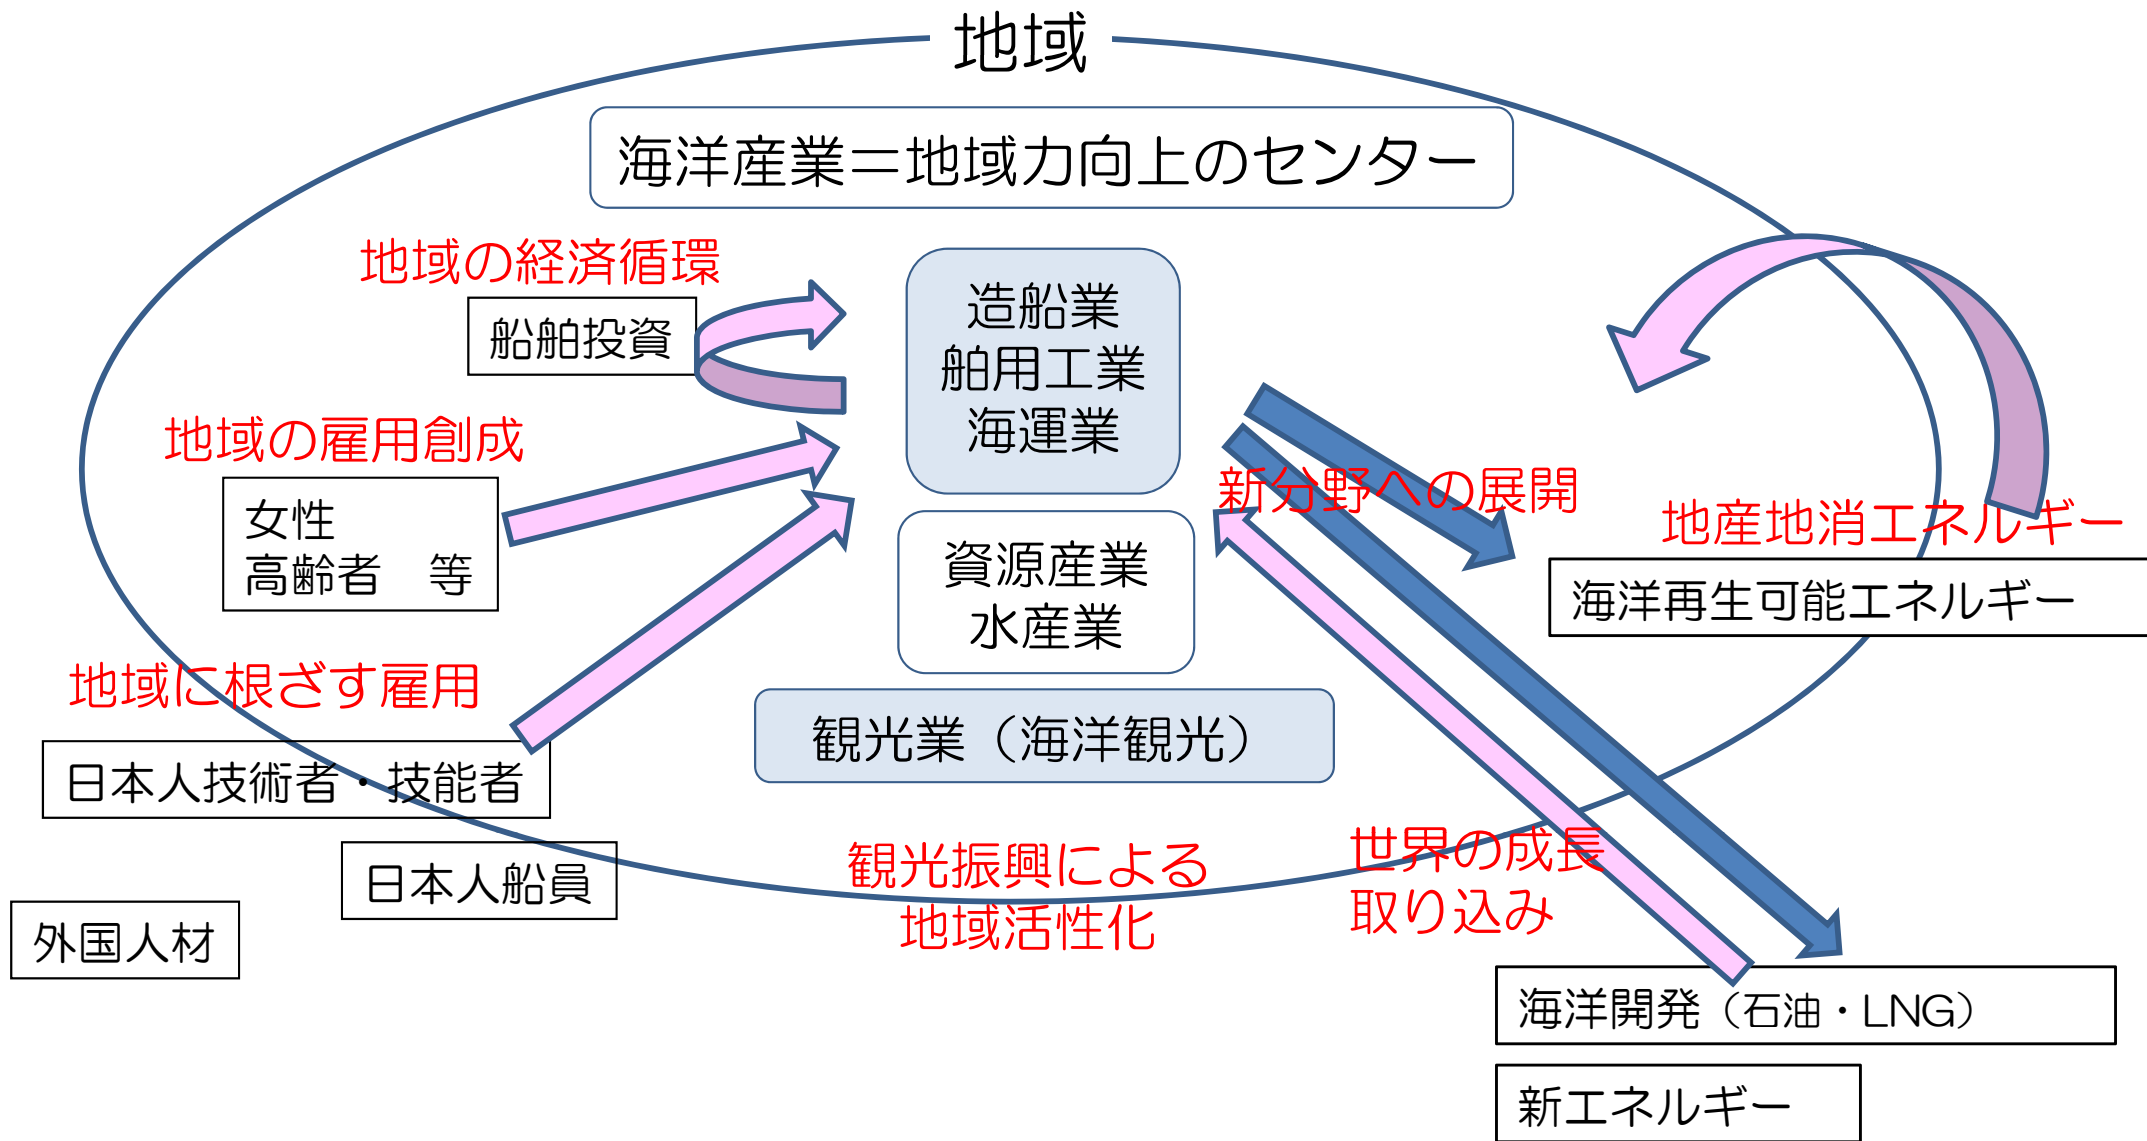 地域
海洋産業＝地域力向上のセンター
地域の経済循環
船舶投資
造船業
舶用工業
海運業
地域の雇用創成
女性
高齢者　等
新分野への展開
地産地消エネルギー
海洋再生可能エネルギー
資源産業
水産業
地域に根ざす雇用
日本人技術者・技能者
観光業（海洋観光）
日本人船員
外国人材
観光振興による
地域活性化
世界の成長
取り込み
海洋開発（石油・LNG）
新エネルギー